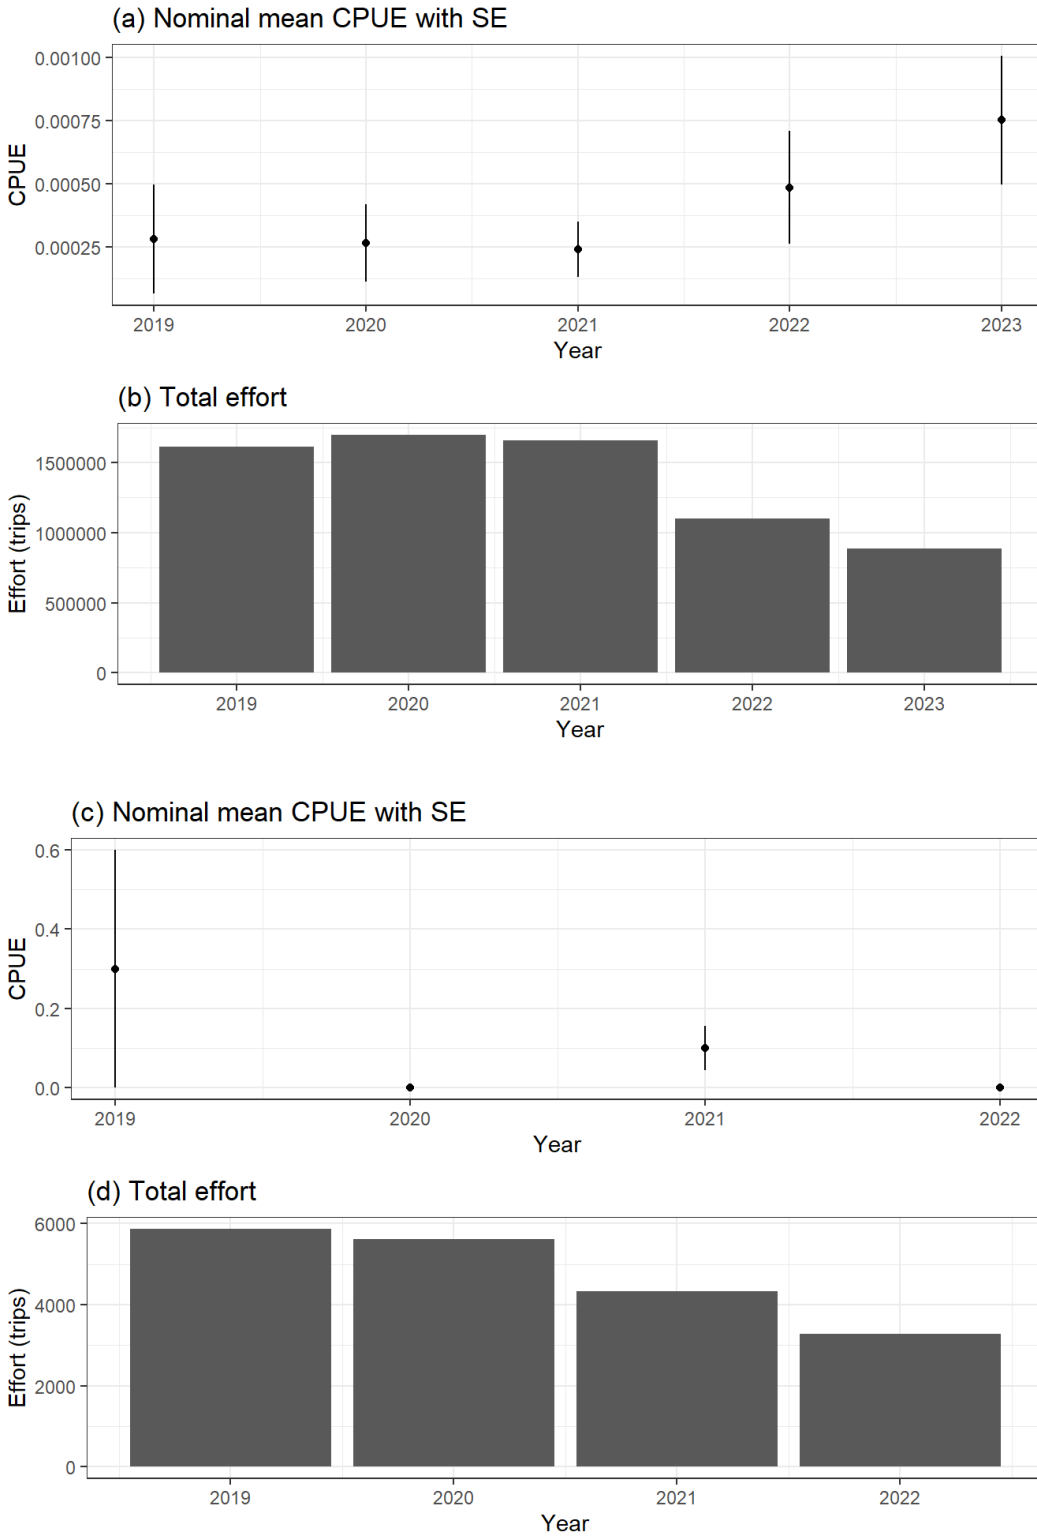 (a) Nominal mean CPUE with SE
0.00100
0.00075
0.00050
0.00025
CPUE
2019 2020 2021 2022 2023
Year
(b) Total effort
1500000
1000000
500000
0
Effort (trips)
2019 2020 2021 2022 2023
Year
(c) Nominal mean CPUE with SE
0.6
0.4
0.2
0.0
CPUE
2019 2020 2021 2022
Year
(d) Total effort
6000
4000
2000
0
Effort (trips)
2019 2020 2021 2022
Year